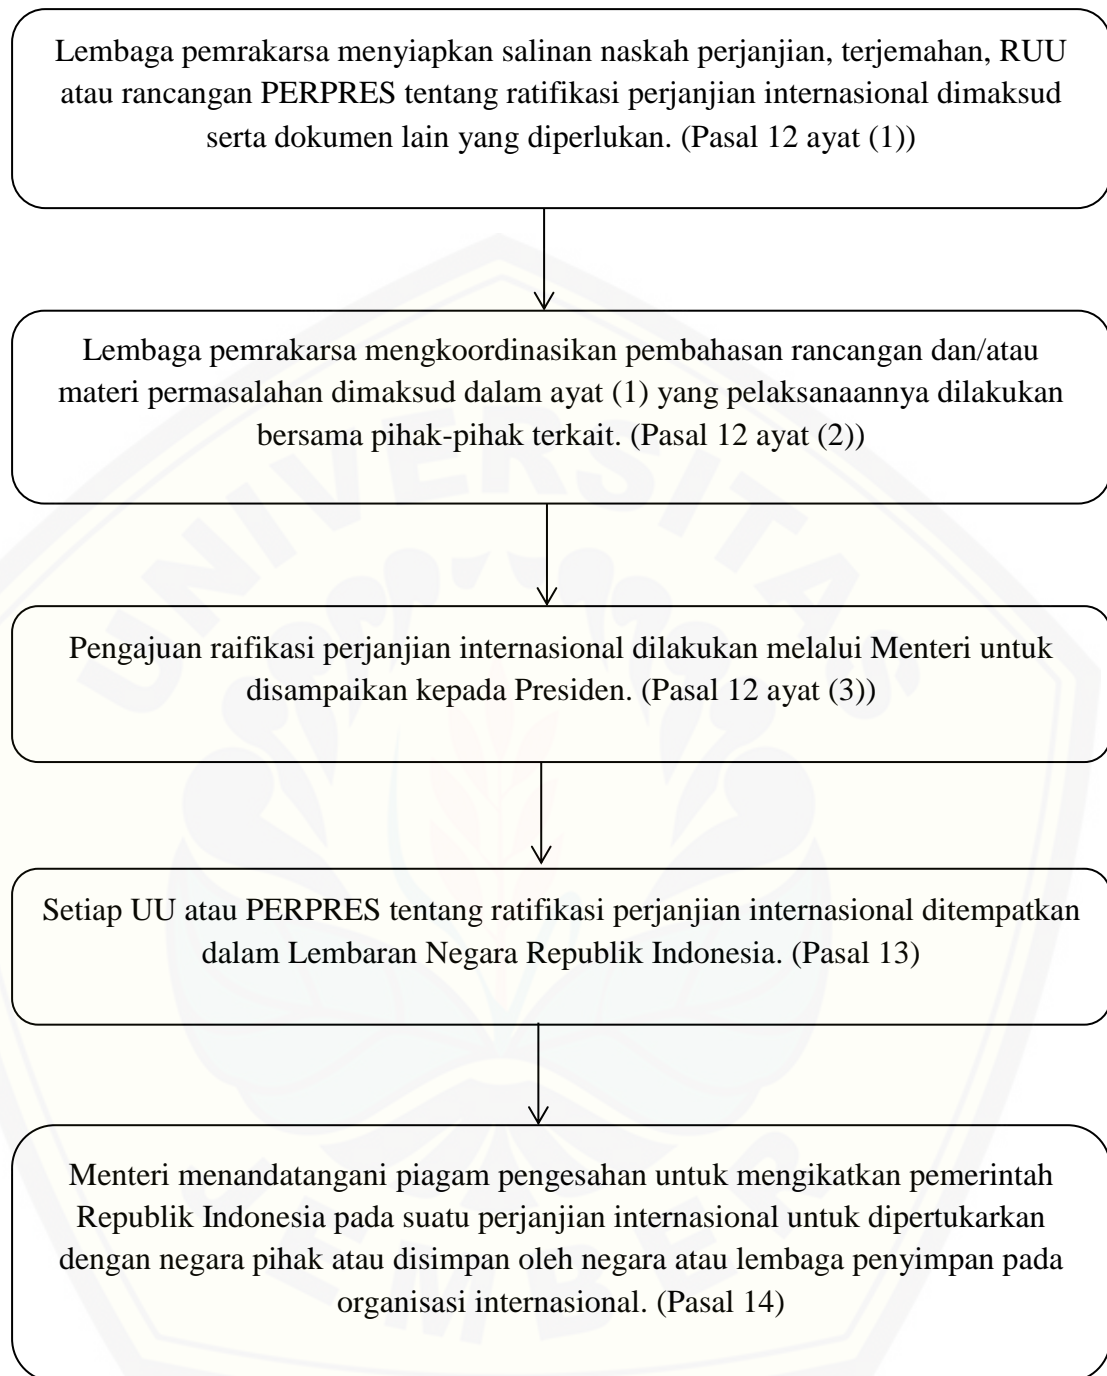 Lembaga pemrakarsa menyiapkan salinan naskah perjanjian, terjemahan, RUU
atau rancangan PERPRES tentang ratifikasi perjanjian internasional dimaksud
serta dokumen lain yang diperlukan. (Pasal 12 ayat (1))
Lembaga pemrakarsa mengkoordinasikan pembahasan rancangan dan/atau
materi permasalahan dimaksud dalam ayat (1) yang pelaksanaannya dilakukan
bersama pihak-pihak terkait. (Pasal 12 ayat (2))
UNIVERSITAS
Pengajuan raifikasi perjanjian internasional dilakukan melalui Menteri untuk
disampaikan kepada Presiden. (Pasal 12 ayat (3))
Setiap UU atau PERPRES tentang ratifikasi perjanjian internasional ditempatkan
dalam Lembaran Negara Republik Indonesia. (Pasal 13)
Menteri menandatangani piagam pengesahan untuk mengikatkan pemerintah
Republik Indonesia pada suatu perjanjian internasional untuk dipertukarkan
dengan negara pihak atau disimpan oleh negara atau lembaga penyimpan pada
organisasi internasional. (Pasal 14)
JEMBER